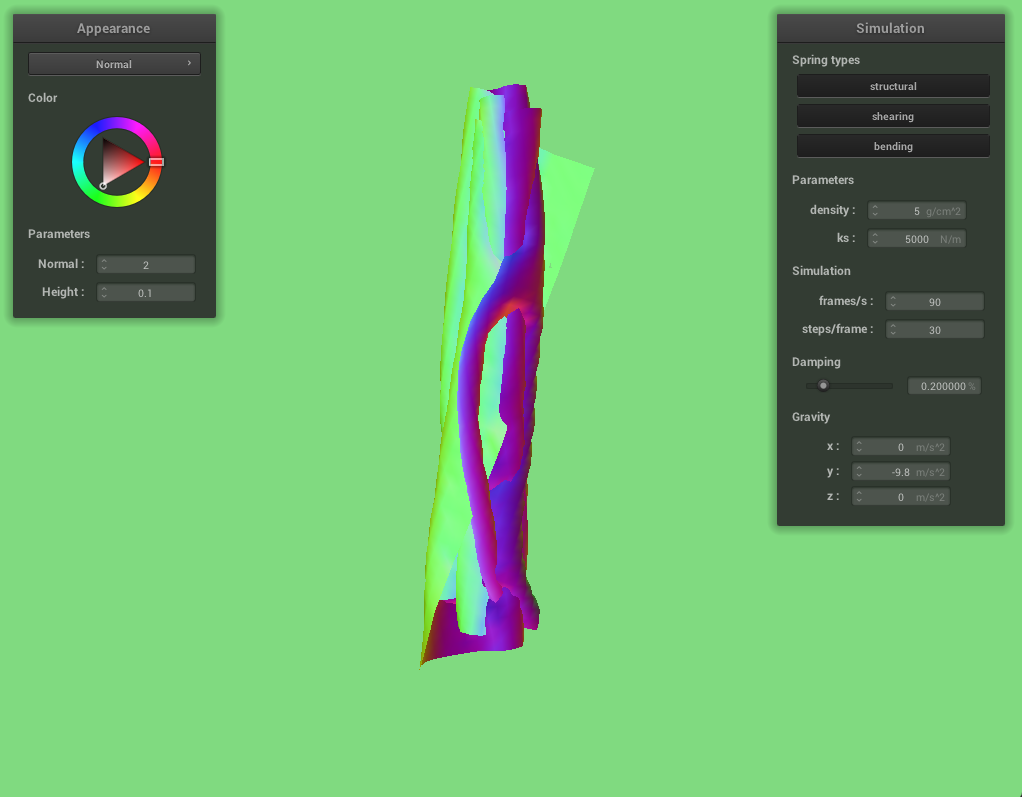 Appearance
Normal ›
Color
Parameters
Normal : 2
Height : 0.1
Simulation
Spring types
structural
shearing
bending
Parameters
density : 5 g/cm^2
ks : 5000 N/m
Simulation
frames/s : 90
steps/frame : 30
Damping
0.200000 %
Gravity
x : 0 m/s^2
y : -9.8 m/s^2
z : 0 m/s^2